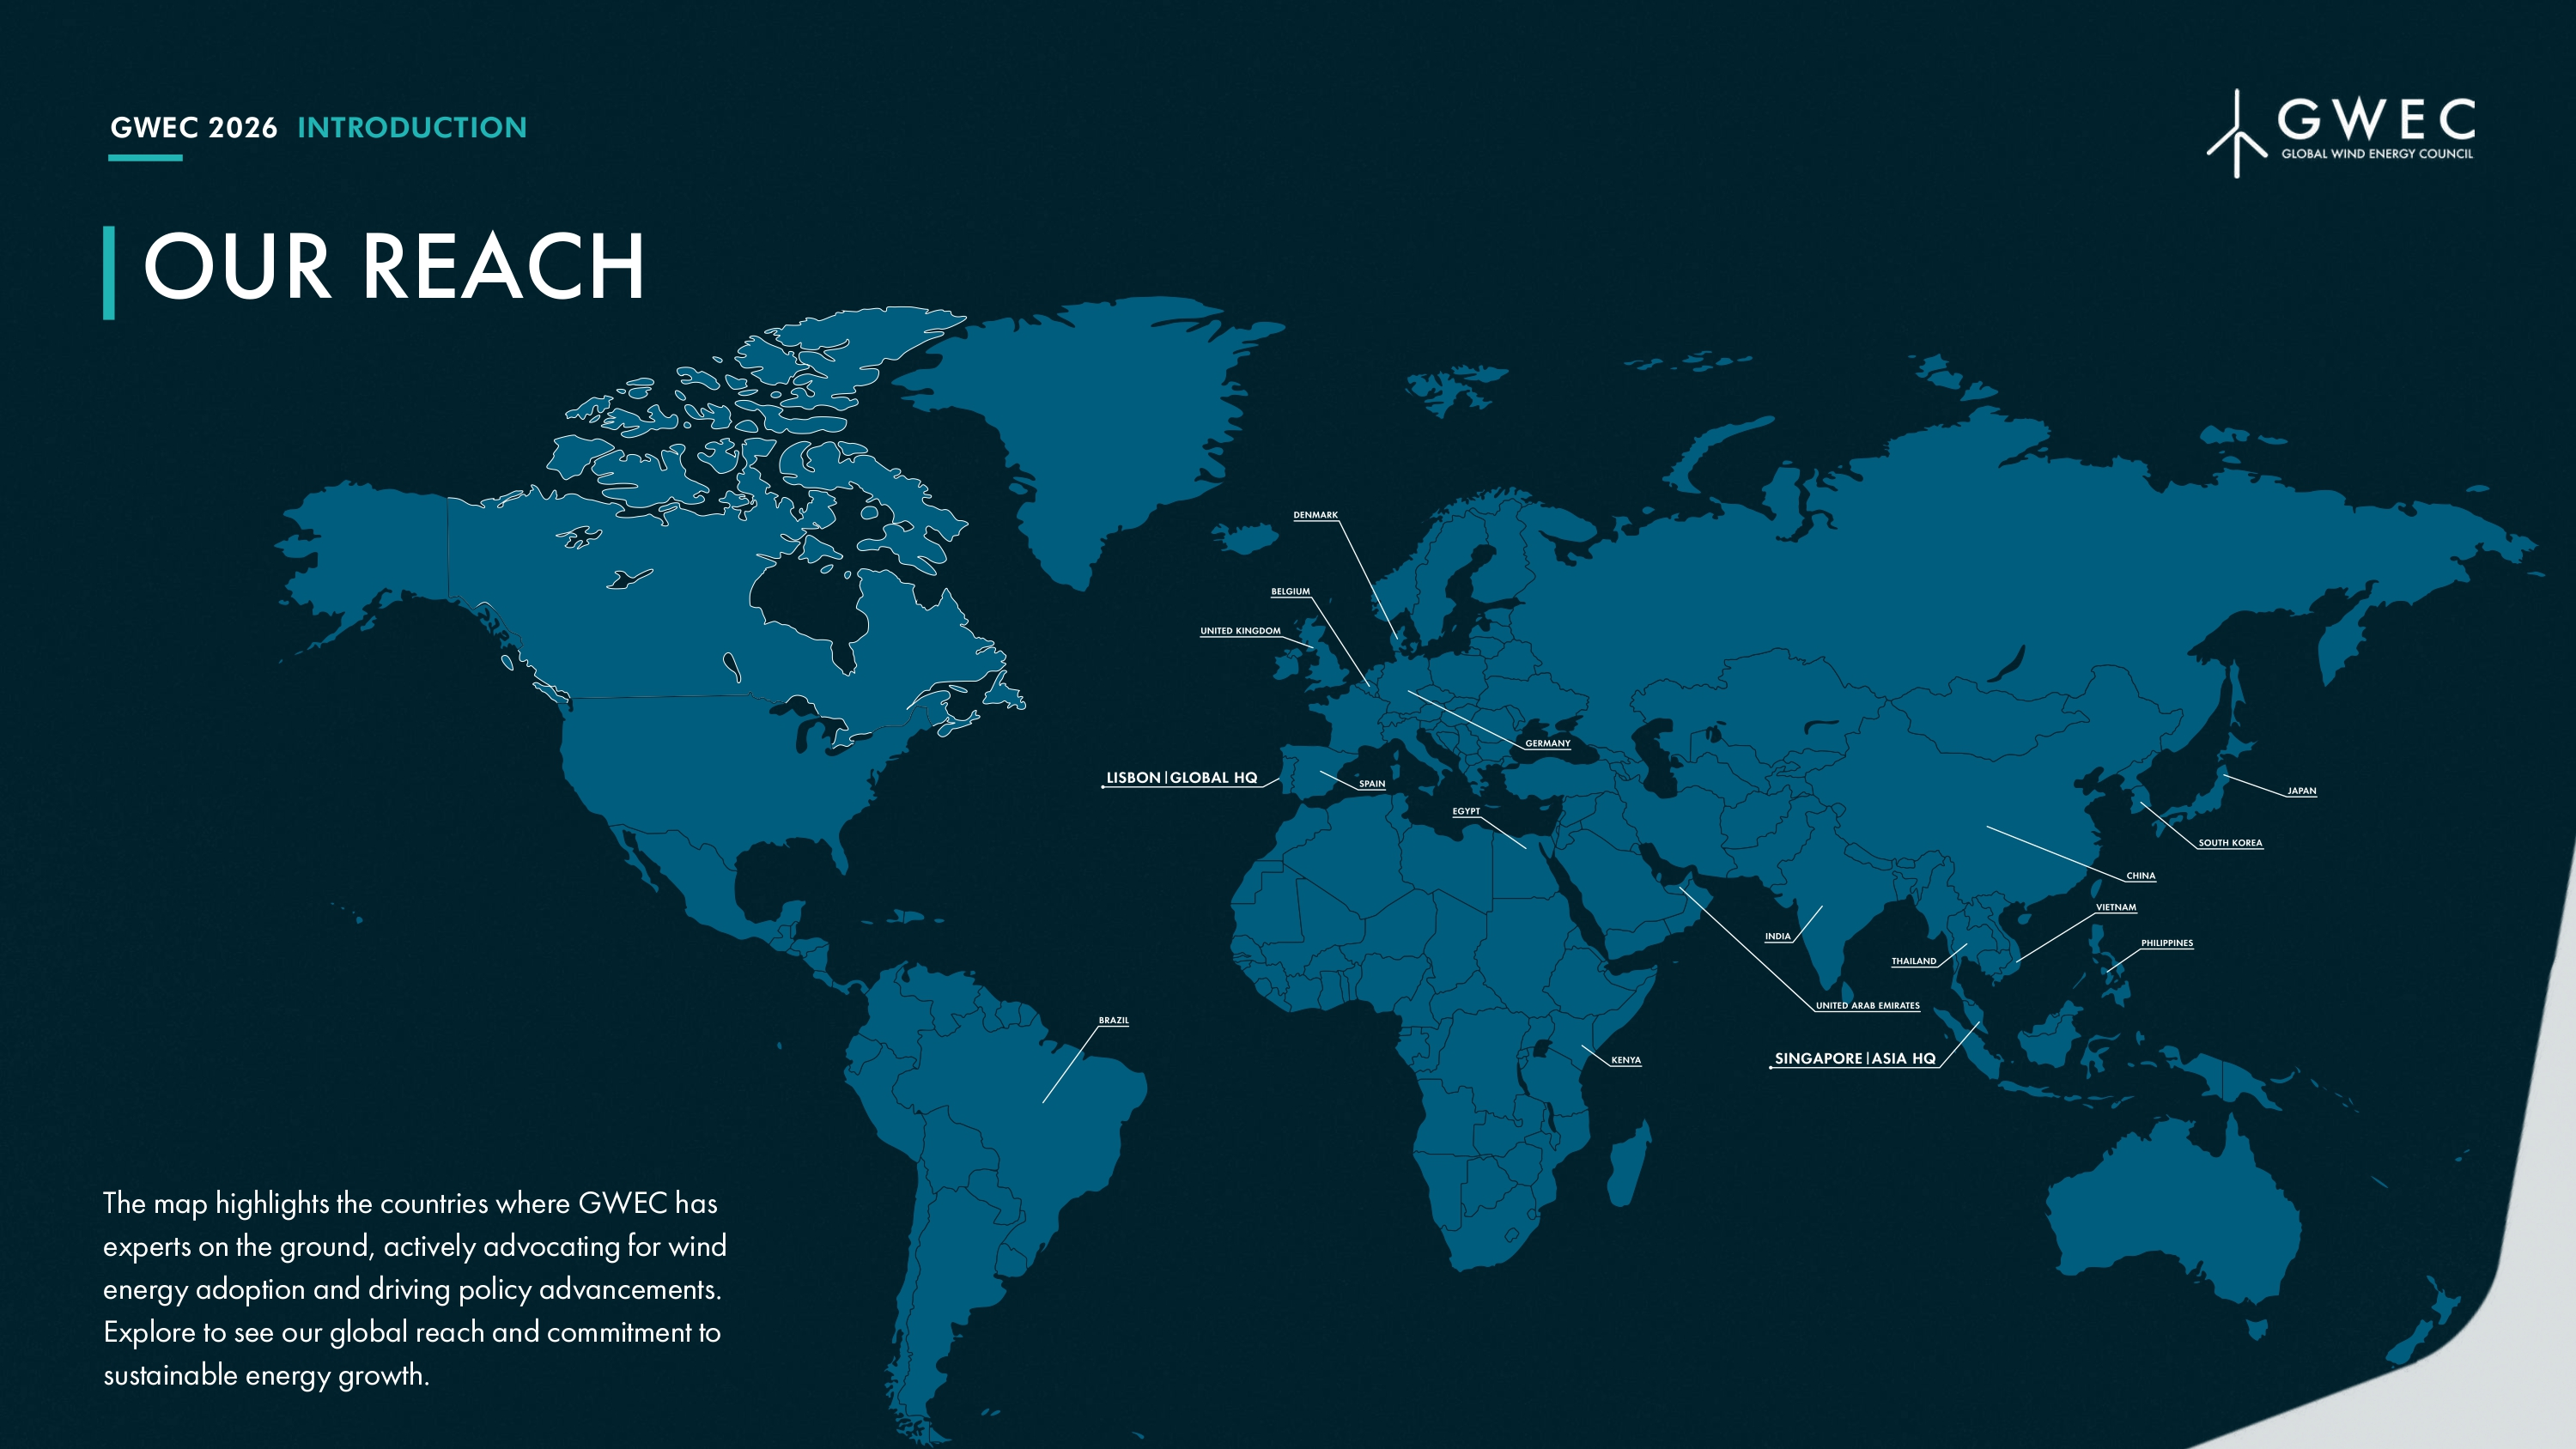 GWEC 2026 INTRODUCTION
GWEC
GLOBAL WIND ENERGY COUNCIL
OUR REACH
DENMARK
BELGIUM
UNITED KINGDOM
GERMANY
LISBON|GLOBAL HQ
SPAIN
EGYPT
JAPAN
SOUTH KOREA
CHINA
VIETNAM
INDIA
PHILIPPINES
THAILAND
UNITED ARAB EMIRATES
BRAZIL
KENYA
SINGAPORE|ASIA HQ
The map highlights the countries where GWEC has
experts on the ground, actively advocating for wind
energy adoption and driving policy advancements.
Explore to see our global reach and commitment to
sustainable energy growth.